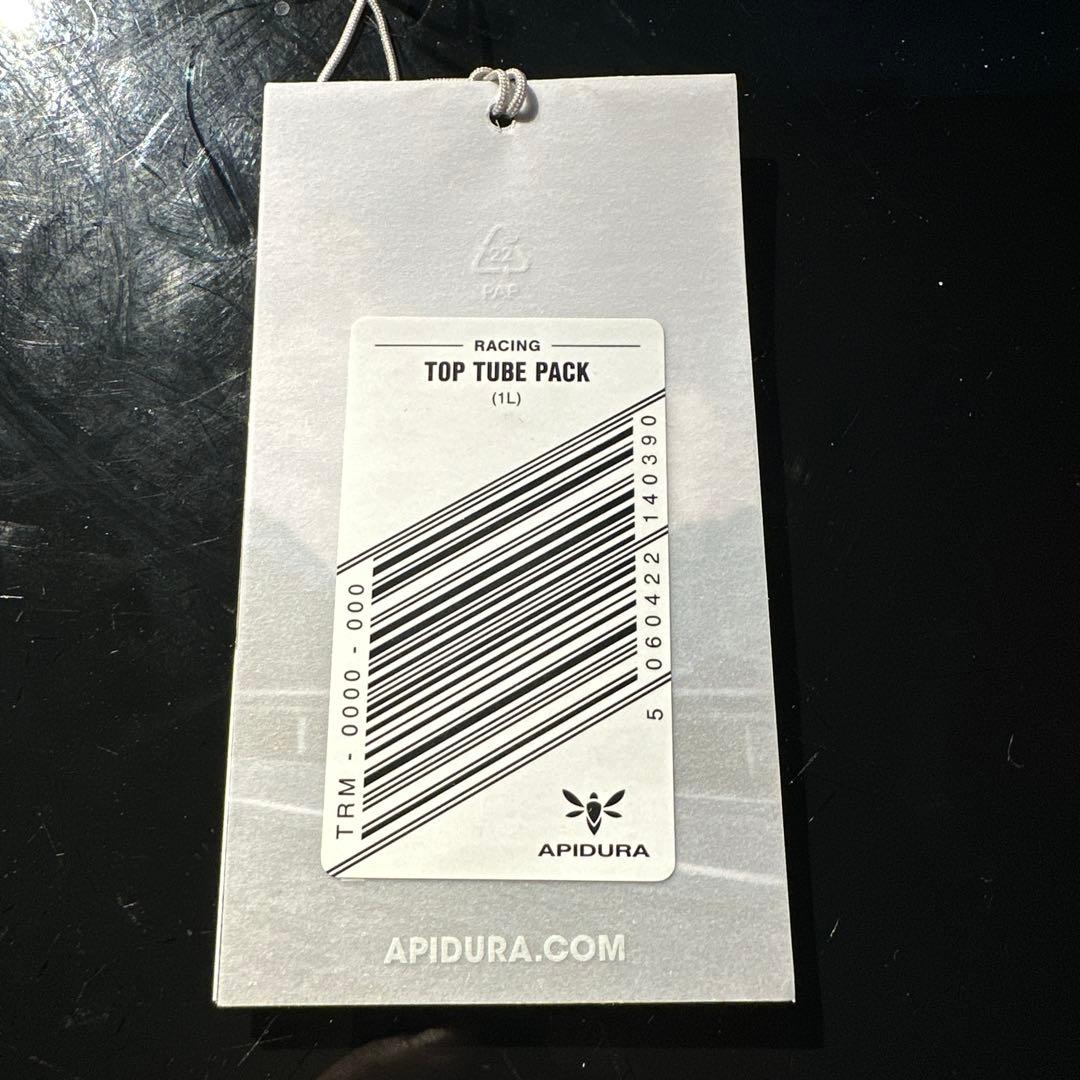 22
PAP
RACING
TOP TUBE PACK
(1L)
TRM - 0000 - 000
5 060422 140390
APIDURA
APIDURA.COM